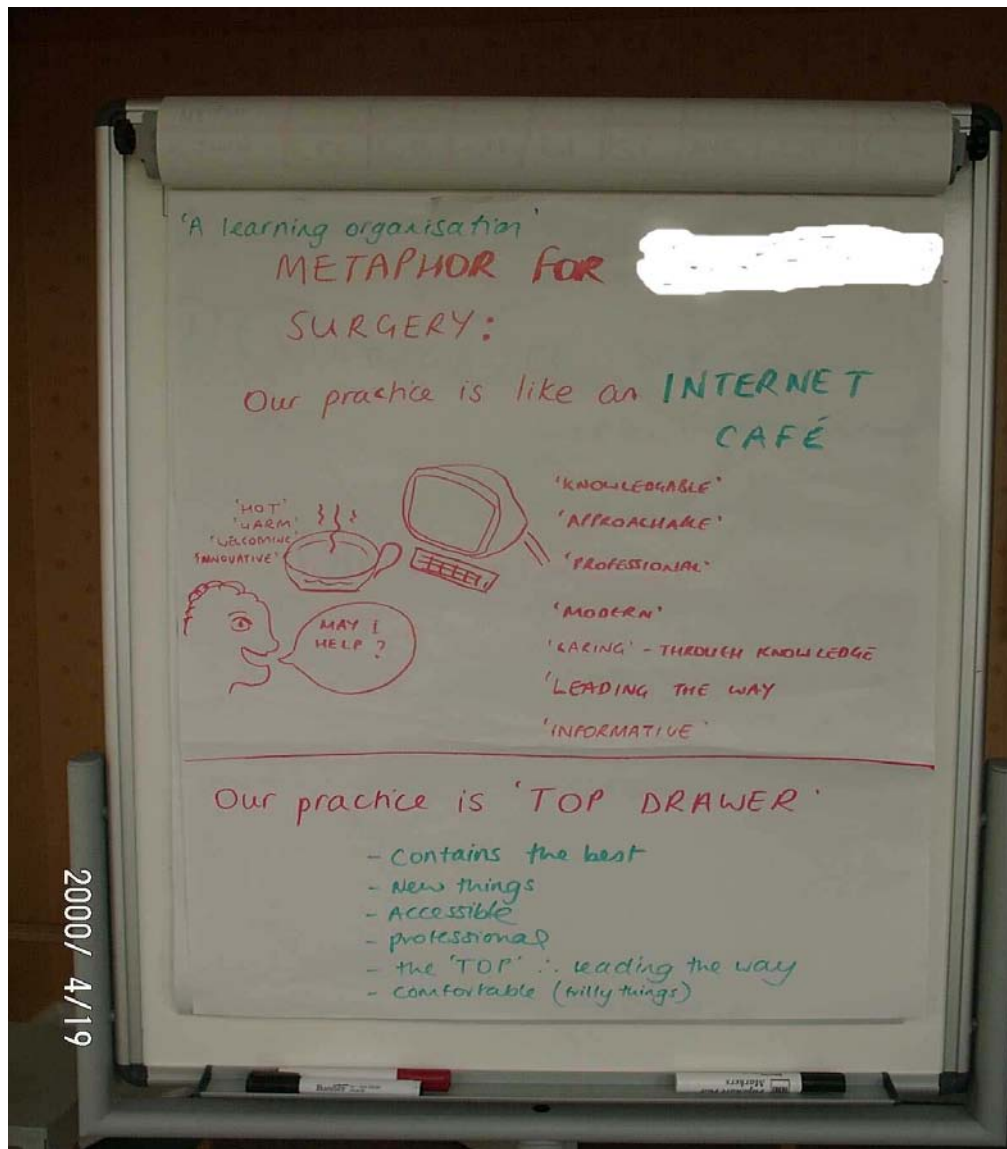 'A learning organisation'
METAPHOR FOR
SURGERY:
Our practice is like an INTERNET
CAFÉ
'HOT'
'WARM'
'WELCOMING'
'INNOVATIVE'
MAY I
HELP ?
'KNOWLEDGABLE'
'APPROACHABLE'
'PROFESSIONAL'
'MODERN'
'CARING' - THROUGH KNOWLEDGE
'LEADING THE WAY
'INFORMATIVE'
Our practice is 'TOP DRAWER'
- Contains the best
- New things
- Accessible
- professional
- the 'TOP' ∴ leading the way
- comfortable (frilly things)
2000/ 4/19
Markers